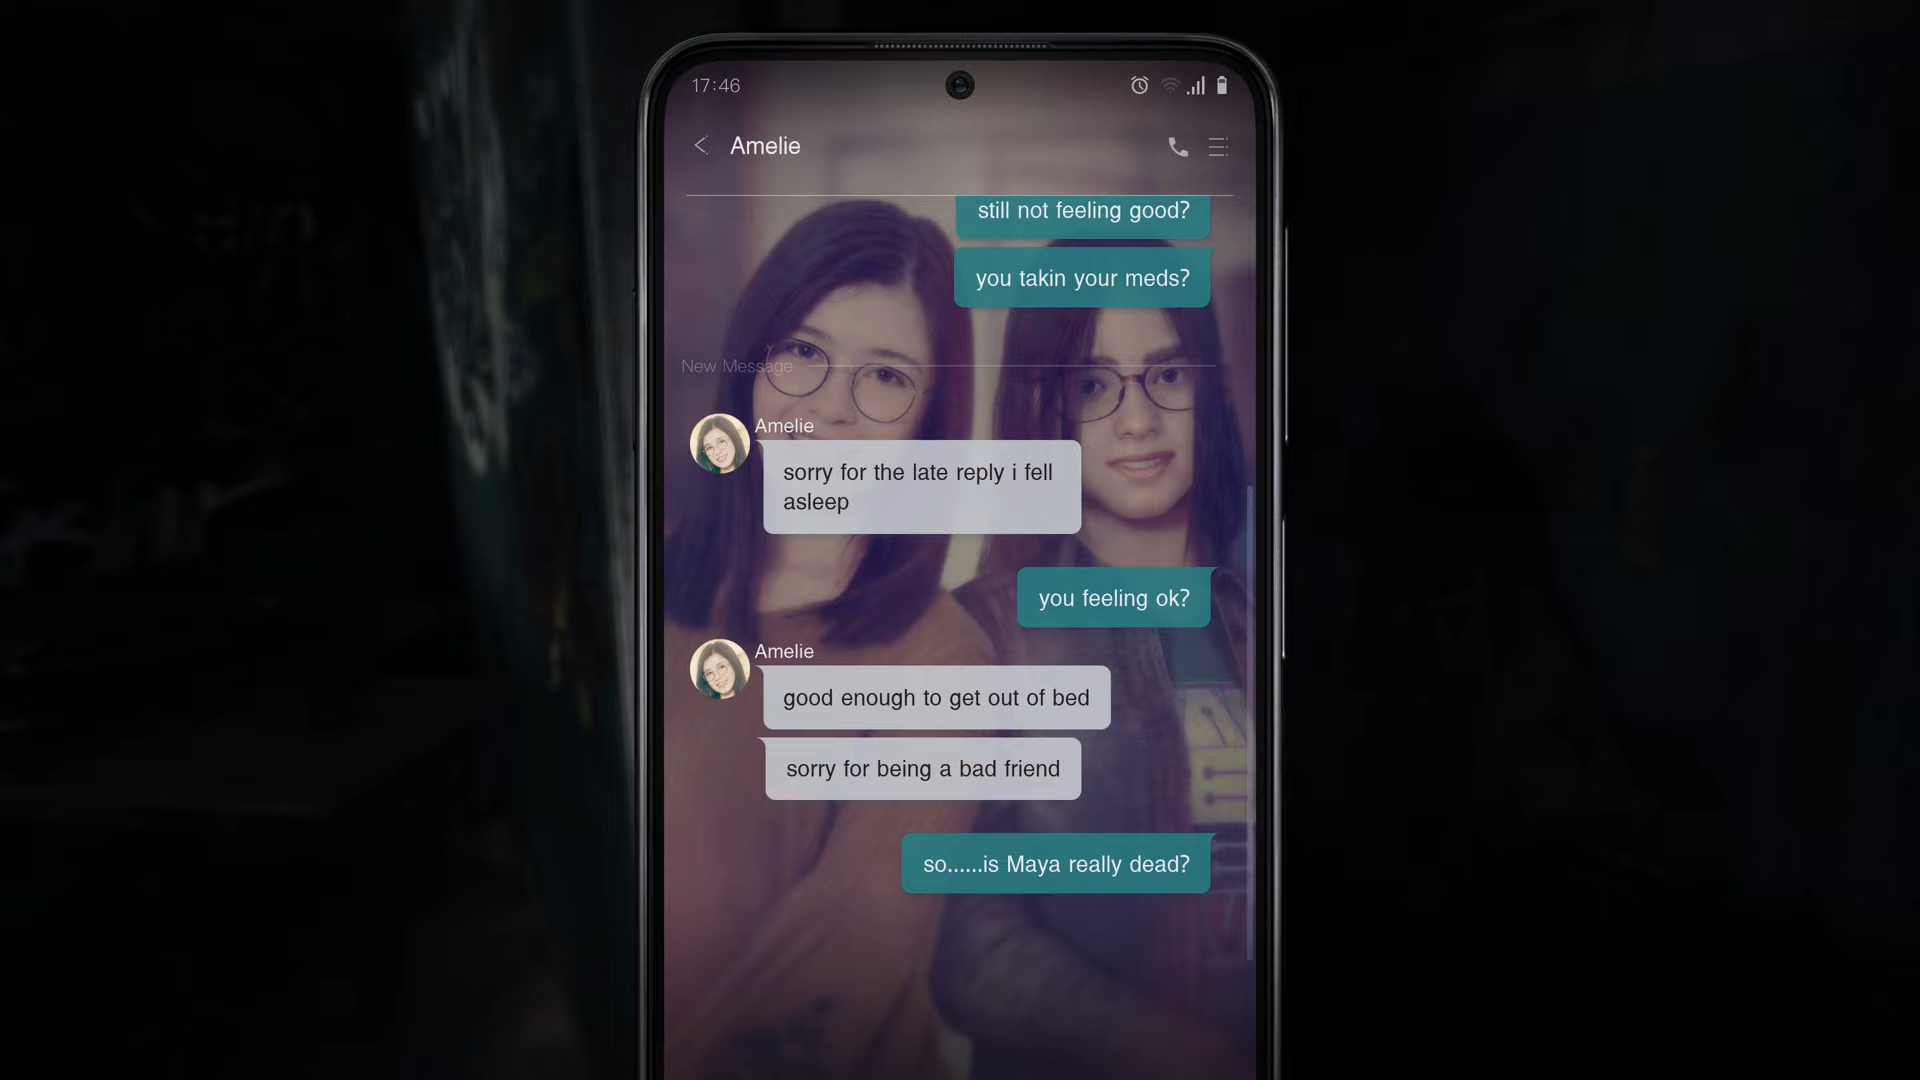 17:46
Amelie
still not feeling good?
you takin your meds?
New Message
Amelie
sorry for the late reply i fell
asleep
you feeling ok?
Amelie
good enough to get out of bed
sorry for being a bad friend
so......is Maya really dead?